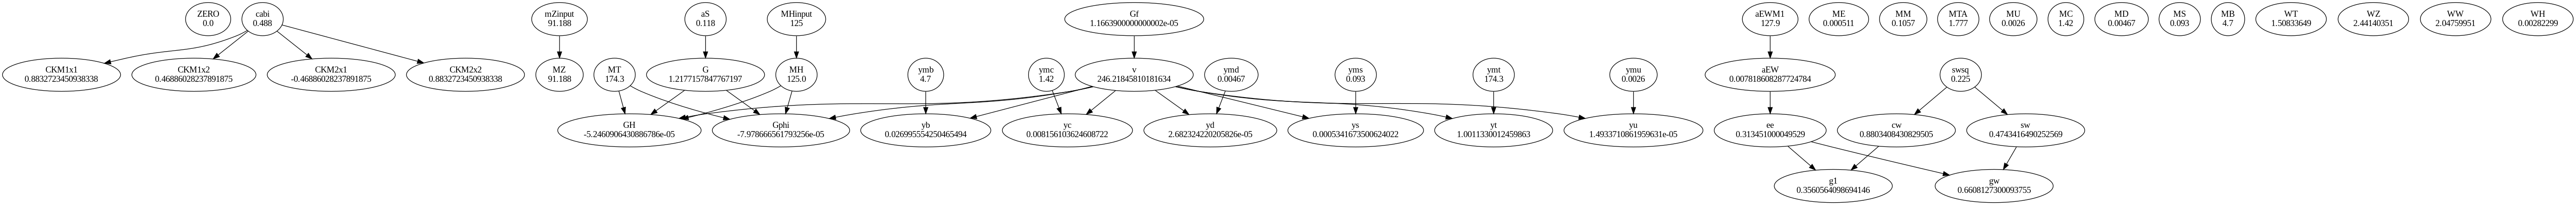 ZERO
0.0
cabi
0.488
mZinput
91.188
aS
0.118
MHinput
125
Gf
1.1663900000000002e-05
aEWM1
127.9
ME
0.000511
MM
0.1057
MTA
1.777
MU
0.0026
MC
1.42
MD
0.00467
MS
0.093
MB
4.7
WT
1.50833649
WZ
2.44140351
WW
2.04759951
WH
0.00282299
CKM1x1
0.8832723450938338
CKM1x2
0.46886028237891875
CKM2x1
-0.46886028237891875
CKM2x2
0.8832723450938338
MZ
91.188
MT
174.3
G
1.2177157847767197
MH
125.0
ymb
4.7
ymc
1.42
v
246.21845810181634
ymd
0.00467
yms
0.093
ymt
174.3
ymu
0.0026
aEW
0.007818608287724784
swsq
0.225
GH
-5.2460906430886786e-05
Gphi
-7.978666561793256e-05
yb
0.026995554250465494
yc
0.008156103624608722
yd
2.682324220205826e-05
ys
0.0005341673500624022
yt
1.0011330012459863
yu
1.4933710861959631e-05
ee
0.313451000049529
cw
0.8803408430829505
sw
0.4743416490252569
g1
0.3560564098694146
gw
0.6608127300093755